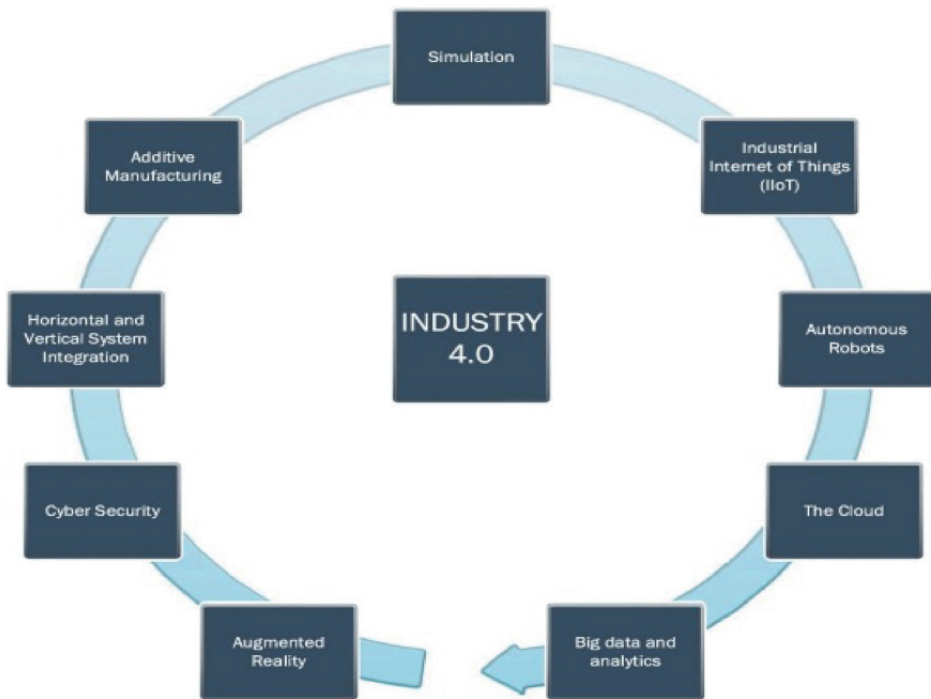 Simulation
Industrial
Internet of Things
(IIoT)
Autonomous
Robots
The Cloud
Big data and
analytics
Augmented
Reality
Cyber Security
Horizontal and
Vertical System
Integration
Additive
Manufacturing
INDUSTRY
4.0